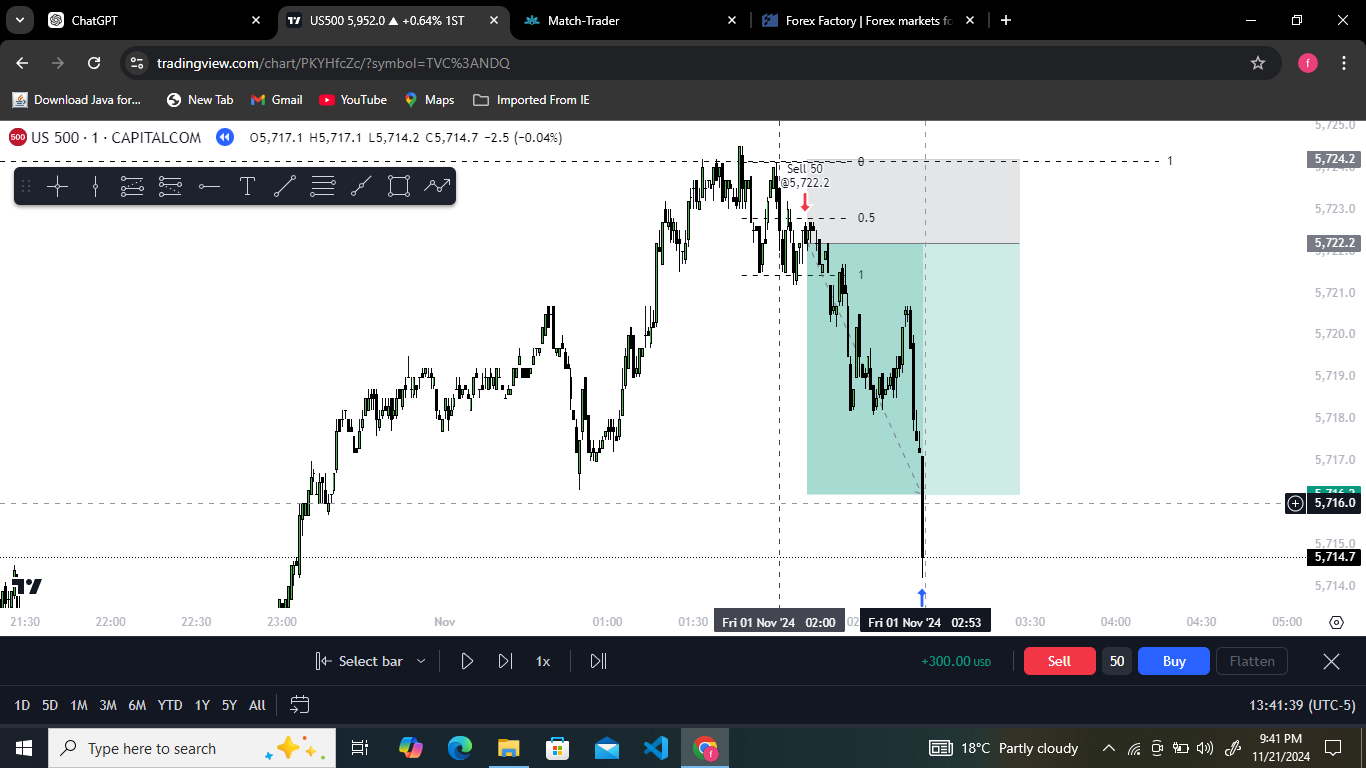 ChatGPT
US500 5,952.0 ▲ +0.64% 1ST
Match-Trader
Forex Factory | Forex markets fo
tradingview.com/chart/PKYHfcZc/?symbol=TVC%3ANDQ
f
Download Java for...
New Tab
Gmail
YouTube
Maps
Imported From IE
500 US 500 · 1 · CAPITALCOM
O5,717.1 H5,717.1 L5,714.2 C5,714.7 −2.5 (−0.04%)
5,725.0
0
1
5,724.2
Sell 50
@5,722.2
5,723.0
0.5
5,722.2
1
5,721.0
5,720.0
5,719.0
5,718.0
5,717.0
5,716.0
5,715.0
5,714.7
5,714.0
21:30
22:00
22:30
23:00
Nov
01:00
01:30
Fri 01 Nov '24 02:00
Fri 01 Nov '24 02:53
03:30
04:00
04:30
05:00
Select bar
1x
+300.00 USD
Sell
50
Buy
Flatten
1D 5D 1M 3M 6M YTD 1Y 5Y All
13:41:39 (UTC-5)
Type here to search
18°C Partly cloudy
9:41 PM
11/21/2024